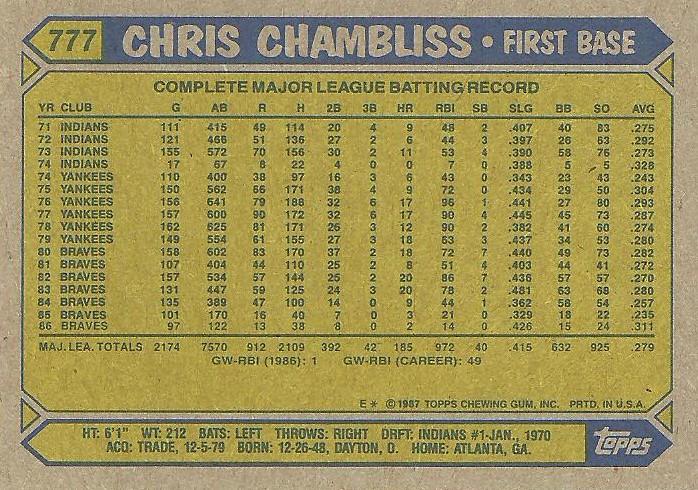 777 CHRIS CHAMBLISS • FIRST BASE
COMPLETE MAJOR LEAGUE BATTING RECORD
YR CLUB G AB R H 2B 3B HR RBI SB SLG BB SO AVG
71 INDIANS 111 415 49 114 20 4 9 48 2 .407 40 83 .275
72 INDIANS 121 466 51 136 27 2 6 44 3 .397 26 63 .292
73 INDIANS 155 572 70 156 30 2 11 53 4 .390 58 76 .273
74 INDIANS 17 67 8 22 4 0 0 7 0 .388 5 5 .328
74 YANKEES 110 400 38 97 16 3 6 43 0 .343 23 43 .243
75 YANKEES 150 562 66 171 38 4 9 72 0 .434 29 50 .304
76 YANKEES 156 641 79 188 32 6 17 96 1 .441 27 80 .293
77 YANKEES 157 600 90 172 32 6 17 90 4 .445 45 73 .287
78 YANKEES 162 625 81 171 26 3 12 90 2 .382 41 60 .274
79 YANKEES 149 554 61 155 27 3 18 63 3 .437 34 53 .280
80 BRAVES 158 602 83 170 37 2 18 72 7 .440 49 73 .282
81 BRAVES 107 404 44 110 25 2 8 51 4 .403 44 41 .272
82 BRAVES 157 534 57 144 25 2 20 86 7 .436 57 57 .270
83 BRAVES 131 447 59 125 24 3 20 78 2 .481 63 68 .280
84 BRAVES 135 389 47 100 14 0 9 44 1 .362 58 54 .257
85 BRAVES 101 170 16 40 7 0 3 21 0 .329 18 22 .235
86 BRAVES 97 122 13 38 8 0 2 14 0 .426 15 24 .311
MAJ. LEA. TOTALS 2174 7570 912 2109 392 42 185 972 40 .415 632 925 .279
GW-RBI (1986): 1 GW-RBI (CAREER): 49
E* ©1987 TOPPS CHEWING GUM, INC. PRTD. IN U.S.A.
HT: 6'1" WT: 212 BATS: LEFT THROWS: RIGHT DRFT: INDIANS #1-JAN., 1970
ACQ: TRADE, 12-5-79 BORN: 12-26-48, DAYTON, O. HOME: ATLANTA, GA.
topps